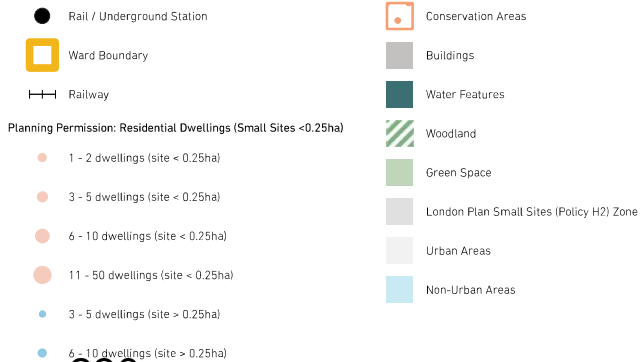 Rail / Underground Station
Ward Boundary
Railway
Planning Permission: Residential Dwellings (Small Sites <0.25ha)
1 - 2 dwellings (site < 0.25ha)
3 - 5 dwellings (site < 0.25ha)
6 - 10 dwellings (site < 0.25ha)
11 - 50 dwellings (site < 0.25ha)
3 - 5 dwellings (site > 0.25ha)
6 - 10 dwellings (site > 0.25ha)
Conservation Areas
Buildings
Water Features
Woodland
Green Space
London Plan Small Sites (Policy H2) Zone
Urban Areas
Non-Urban Areas